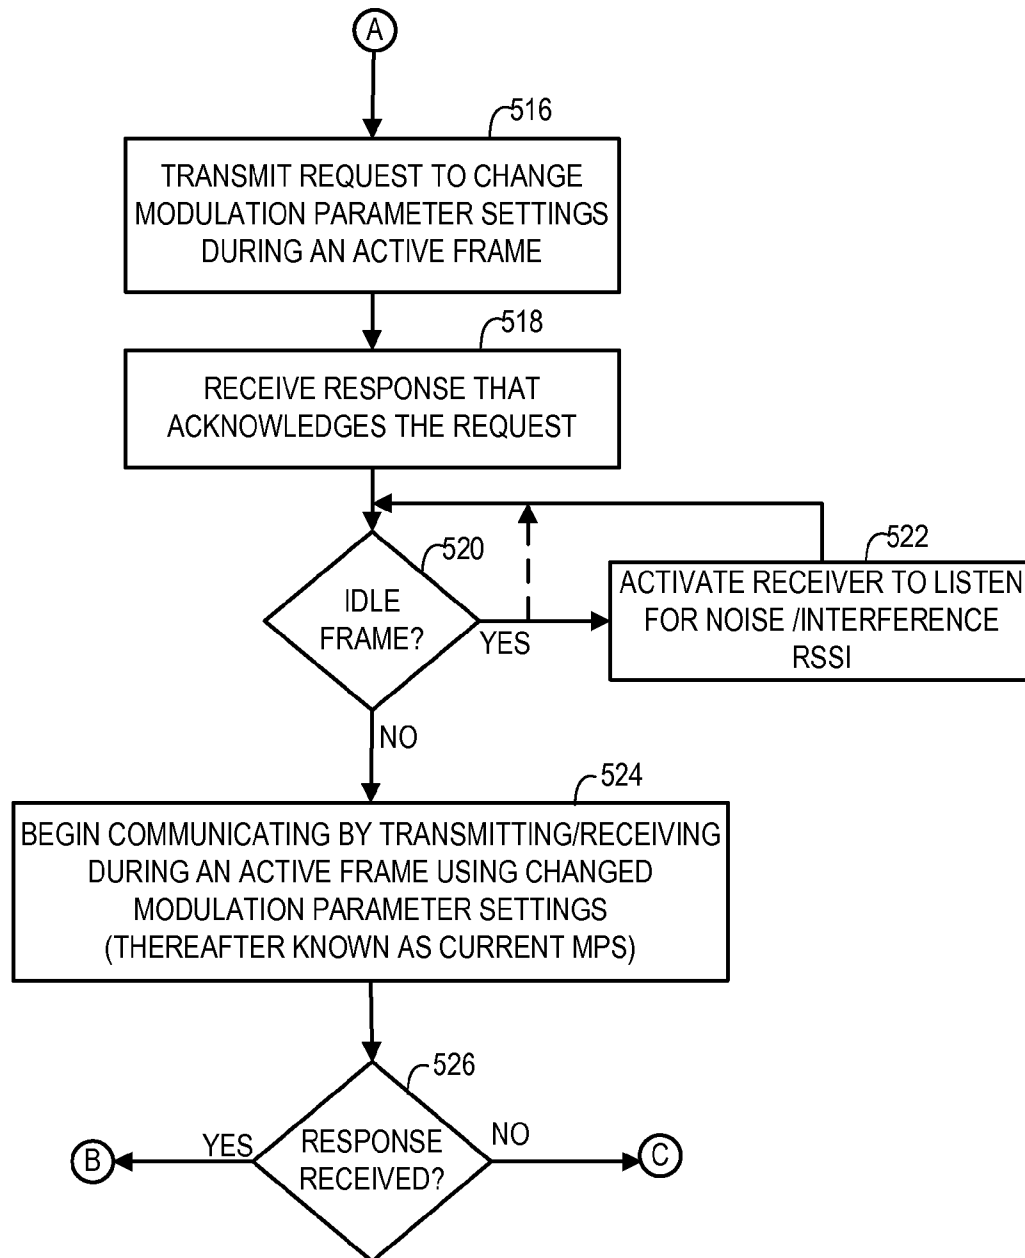 A
516
TRANSMIT REQUEST TO CHANGE
MODULATION PARAMETER SETTINGS
DURING AN ACTIVE FRAME
518
RECEIVE RESPONSE THAT
ACKNOWLEDGES THE REQUEST
520
IDLE
FRAME?
YES
522
ACTIVATE RECEIVER TO LISTEN
FOR NOISE /INTERFERENCE
RSSI
NO
524
BEGIN COMMUNICATING BY TRANSMITTING/RECEIVING
DURING AN ACTIVE FRAME USING CHANGED
MODULATION PARAMETER SETTINGS
(THEREAFTER KNOWN AS CURRENT MPS)
526
RESPONSE
RECEIVED?
YES
B
NO
C